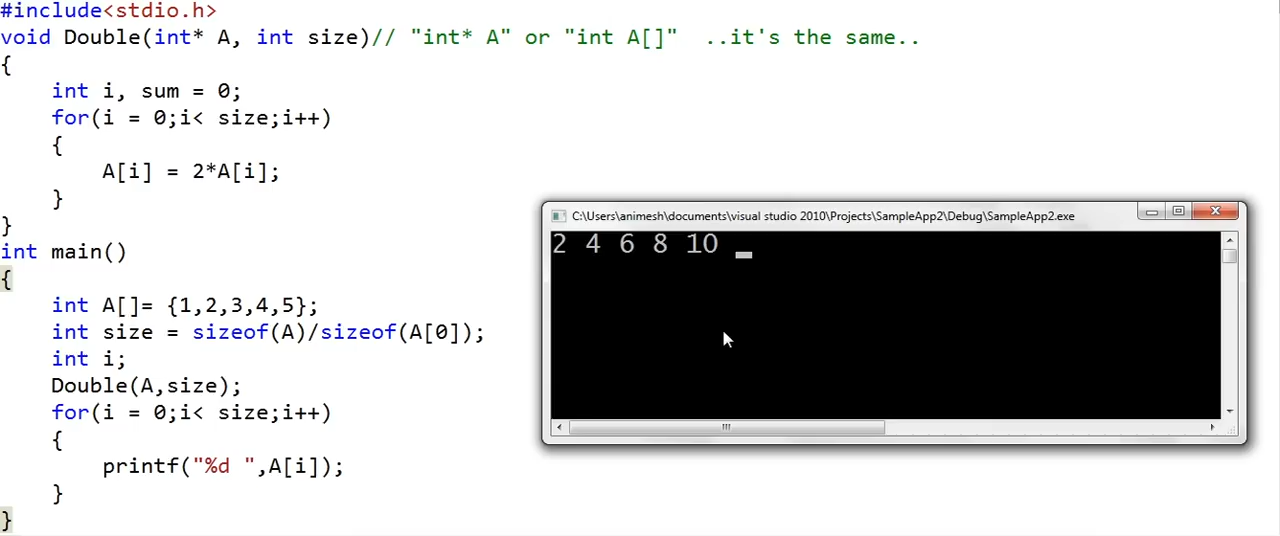 #include<stdio.h>
void Double(int* A, int size)// "int* A" or "int A[]"  ..it's the same..
{
    int i, sum = 0;
    for(i = 0;i< size;i++)
    {
        A[i] = 2*A[i];
    }
}
int main()
{
    int A[]= {1,2,3,4,5};
    int size = sizeof(A)/sizeof(A[0]);
    int i;
    Double(A,size);
    for(i = 0;i< size;i++)
    {
        printf("%d ",A[i]);
    }
}
C:\Users\animesh\documents\visual studio 2010\Projects\SampleApp2\Debug\SampleApp2.exe
2 4 6 8 10